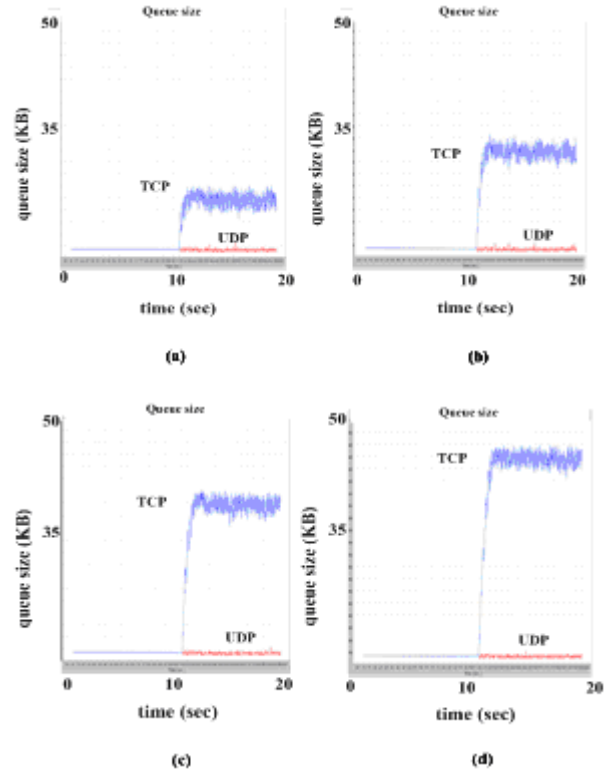 Queue size
50
35
queue size (KB)
TCP
UDP
0
10
20
time (sec)
(a)
Queue size
50
35
queue size (KB)
TCP
UDP
0
10
20
time (sec)
(b)
Queue size
50
35
queue size (KB)
TCP
UDP
0
10
20
time (sec)
(c)
Queue size
50
35
queue size (KB)
TCP
UDP
0
10
20
time (sec)
(d)